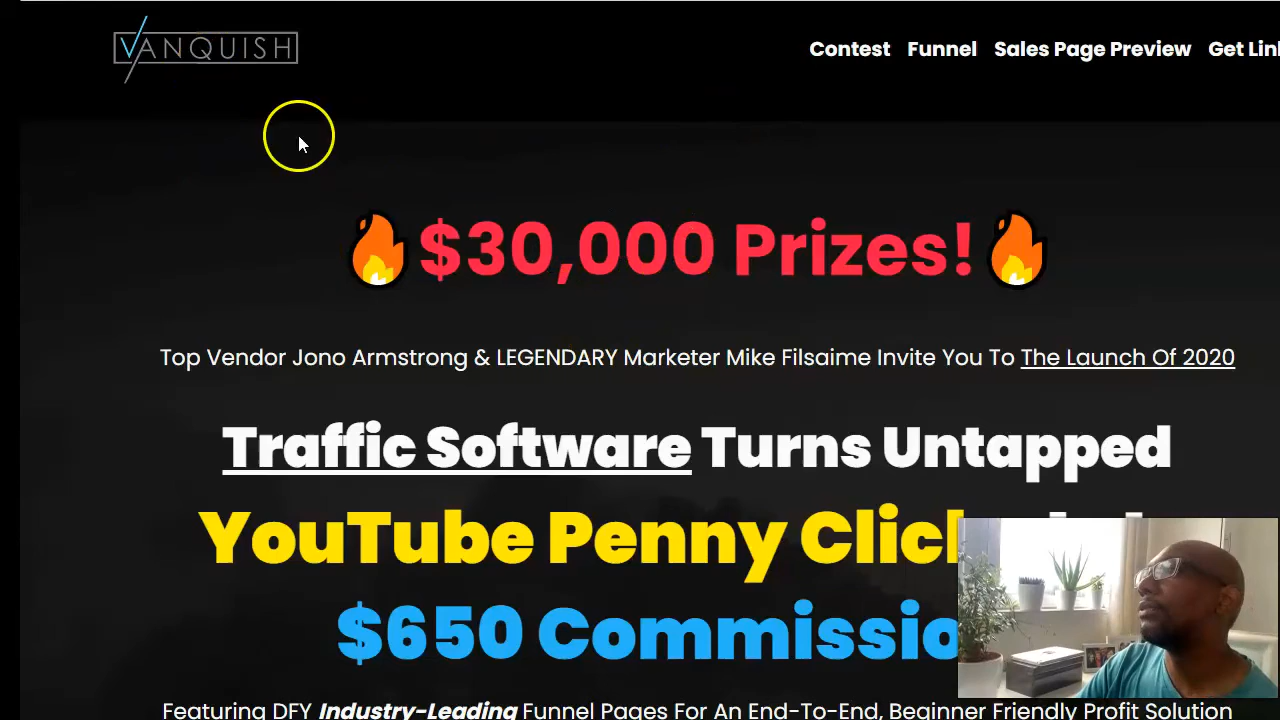 VANQUISH
Contest Funnel Sales Page Preview Get
$30,000 Prizes!
Top Vendor Jono Armstrong & LEGENDARY Marketer Mike Filsaime Invite You To The Launch Of 2020
Traffic Software Turns Untapped
YouTube Penny
$650
Featuring DFY Industry-Leading Funnel Pages For An End-To-End, Beginner Friendly Profit Solution